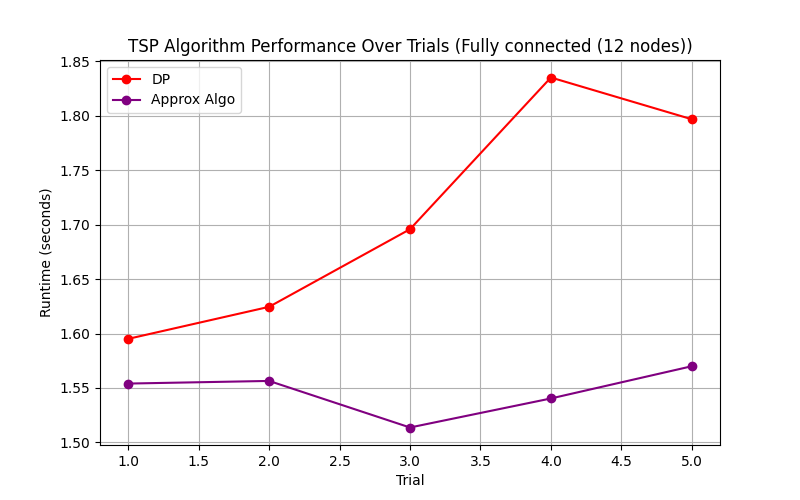 TSP Algorithm Performance Over Trials (Fully connected (12 nodes))
DP
Approx Algo
Runtime (seconds)
1.85
1.80
1.75
1.70
1.65
1.60
1.55
1.50
1.0 1.5 2.0 2.5 3.0 3.5 4.0 4.5 5.0
Trial